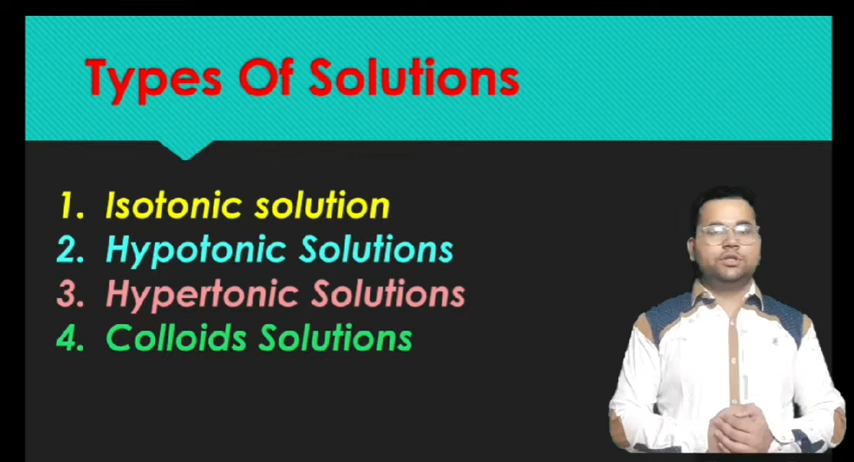 Types Of Solutions
1. Isotonic solution
2. Hypotonic Solutions
3. Hypertonic Solutions
4. Colloids Solutions